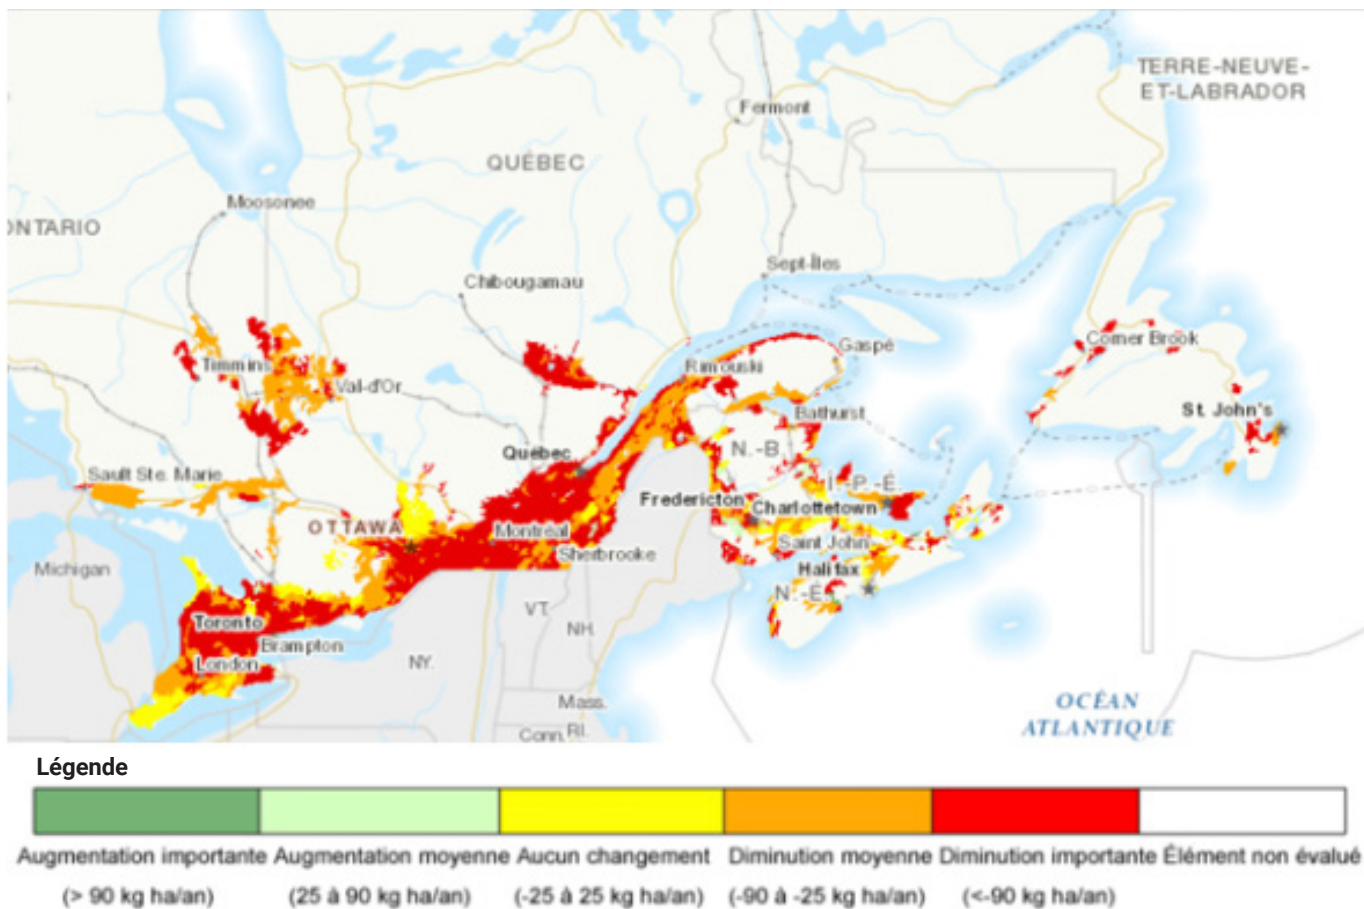 TERRE-NEUVE-
ET-LABRADOR
Fermont
QUÉBEC
Moosonee
ONTARIO
Sept-Îles
Chibougamau
Corner Brook
Gaspé
Timmins
Rimouski
Val-d'Or
St. John's
Bathurst
N.-B.
Québec
Sault Ste. Marie
Î.-P.-É.
Fredericton
Charlottetown
OTTAWA
Montréal
Saint John
Sherbrooke
Michigan
Halifax
N.-É.
VT.
Toronto
NH.
Brampton
London
NY.
Mass.
OCÉAN
ATLANTIQUE
Conn.
RI.
Légende
Augmentation importante Augmentation moyenne Aucun changement Diminution moyenne Diminution importante Élément non évalué
(> 90 kg ha/an) (25 à 90 kg ha/an) (-25 à 25 kg ha/an) (-90 à -25 kg ha/an) (<-90 kg ha/an)